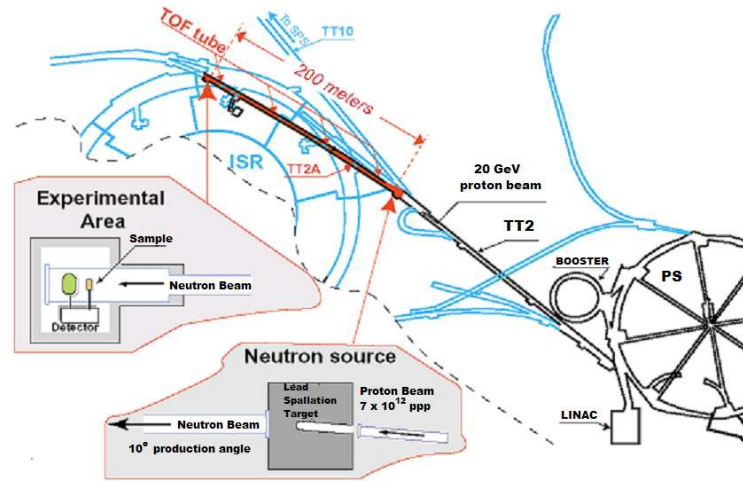 To SPS
TT10
TOF tube
200 meters
ISR
TT2A
20 GeV
proton beam
TT2
Experimental
Area
Sample
Neutron Beam
Detector
BOOSTER
PS
LINAC
Neutron source
Lead
Spallation
Target
Proton Beam
7 x 10¹² ppp
Neutron Beam
10° production angle